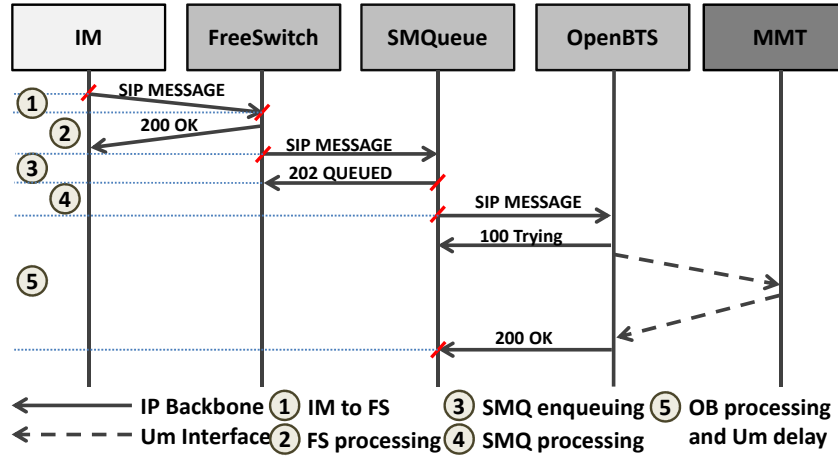 IM FreeSwitch SMQueue OpenBTS MMT
SIP MESSAGE
1
200 OK
2
SIP MESSAGE
3
202 QUEUED
4
SIP MESSAGE
100 Trying
5
200 OK
IP Backbone 1 IM to FS 3 SMQ enqueuing 5 OB processing
Um Interface 2 FS processing 4 SMQ processing and Um delay